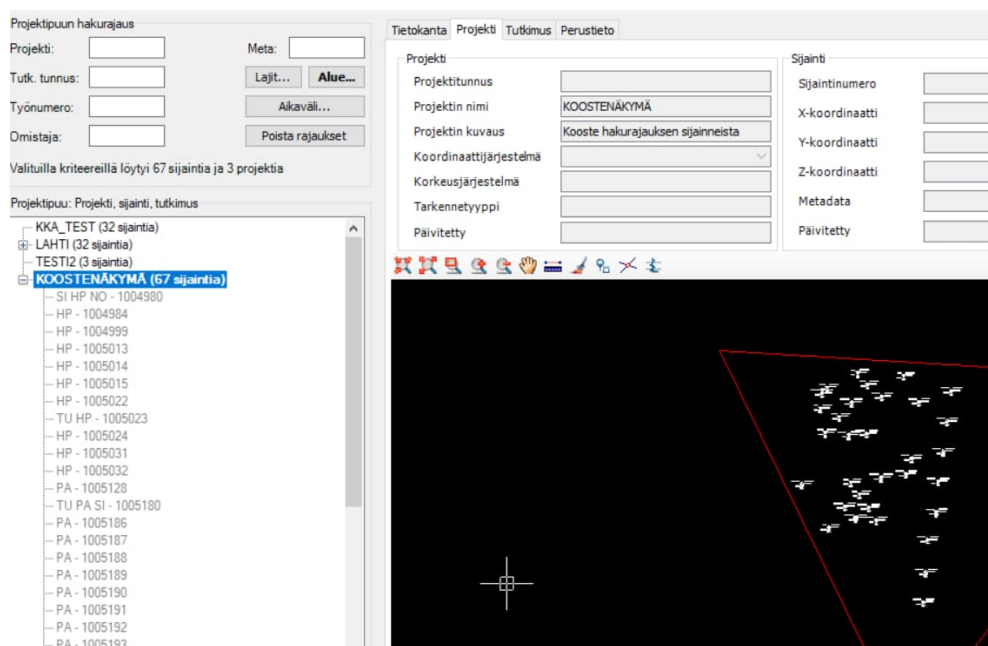 Projektipuun hakurajaus
Projekti:
Meta:
Tutk. tunnus:
Lajit...
Alue...
Työnumero:
Aikaväli...
Omistaja:
Poista rajaukset
Valituilla kriteereillä löytyi 67 sijaintia ja 3 projektia
Projektipuu: Projekti, sijainti, tutkimus
KKA_TEST (32 sijaintia)
LAHTI (32 sijaintia)
TESTI2 (3 sijaintia)
KOOSTENÄKYMÄ (67 sijaintia)
SI HP NO - 1004980
HP - 1004984
HP - 1004999
HP - 1005013
HP - 1005014
HP - 1005015
HP - 1005022
TU HP - 1005023
HP - 1005024
HP - 1005031
HP - 1005032
PA - 1005128
TU PA SI - 1005180
PA - 1005186
PA - 1005187
PA - 1005188
PA - 1005189
PA - 1005190
PA - 1005191
PA - 1005192
PA - 1005193
Tietokanta Projekti Tutkimus Perustieto
Projekti
Projektitunnus
Projektin nimi KOOSTENÄKYMÄ
Projektin kuvaus Kooste hakurajauksen sijainneista
Koordinaattijärjestelmä
Korkeusjärjestelmä
Tarkennetyyppi
Päivitetty
Sijainti
Sijaintinumero
X-koordinaatti
Y-koordinaatti
Z-koordinaatti
Metadata
Päivitetty